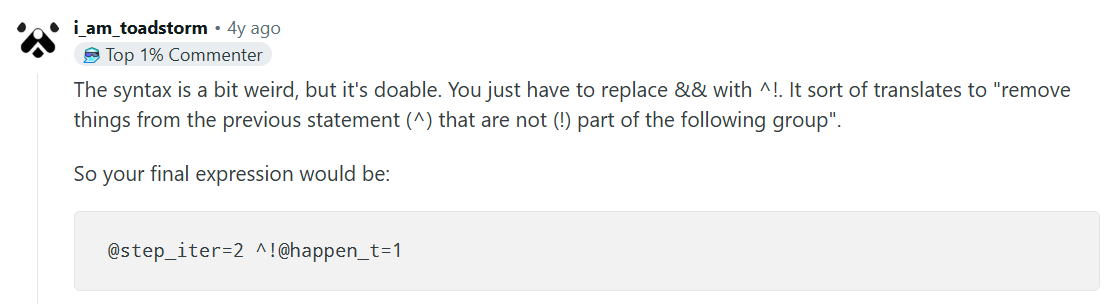 i_am_toadstorm • 4y ago
Top 1% Commenter
The syntax is a bit weird, but it's doable. You just have to replace && with ^!. It sort of translates to "remove
things from the previous statement (^) that are not (!) part of the following group".
So your final expression would be:
@step_iter=2 ^!@happen_t=1